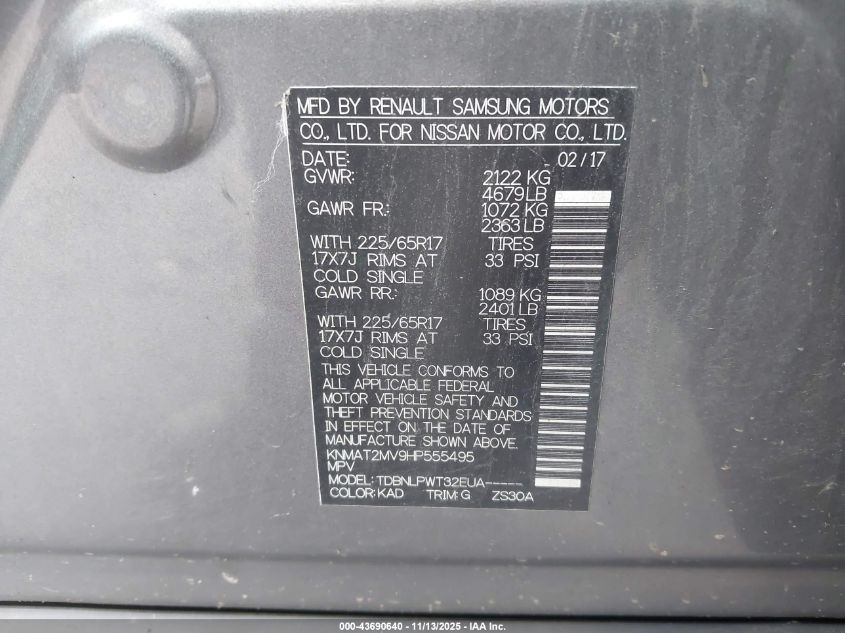 MFD BY RENAULT SAMSUNG MOTORS
CO., LTD. FOR NISSAN MOTOR CO., LTD.
DATE: 02/17
GVWR: 2122 KG
4679 LB
GAWR FR.: 1072 KG
2363 LB
WITH 225/65R17 TIRES
17X7J RIMS AT 33 PSI
COLD SINGLE
GAWR RR.: 1089 KG
2401 LB
WITH 225/65R17 TIRES
17X7J RIMS AT 33 PSI
COLD SINGLE
THIS VEHICLE CONFORMS TO
ALL APPLICABLE FEDERAL
MOTOR VEHICLE SAFETY AND
THEFT PREVENTION STANDARDS
IN EFFECT ON THE DATE OF
MANUFACTURE SHOWN ABOVE.
KNMAT2MV9HP555495
MPV
MODEL: TDBNLPWT32EUA-----
COLOR: KAD TRIM: G ZS30A
000-43690640 - 11/13/2025 - IAA Inc.